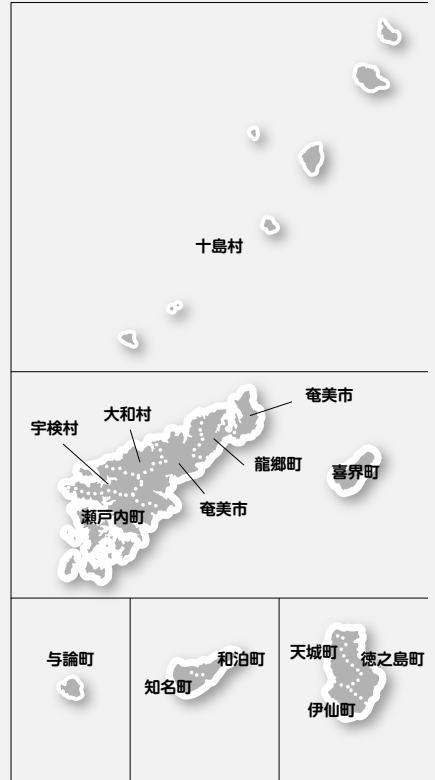 十島村
奄美市
大和村
宇検村
龍郷町
喜界町
奄美市
瀬戸内町
与論町
和泊町
知名町
天城町
徳之島町
伊仙町